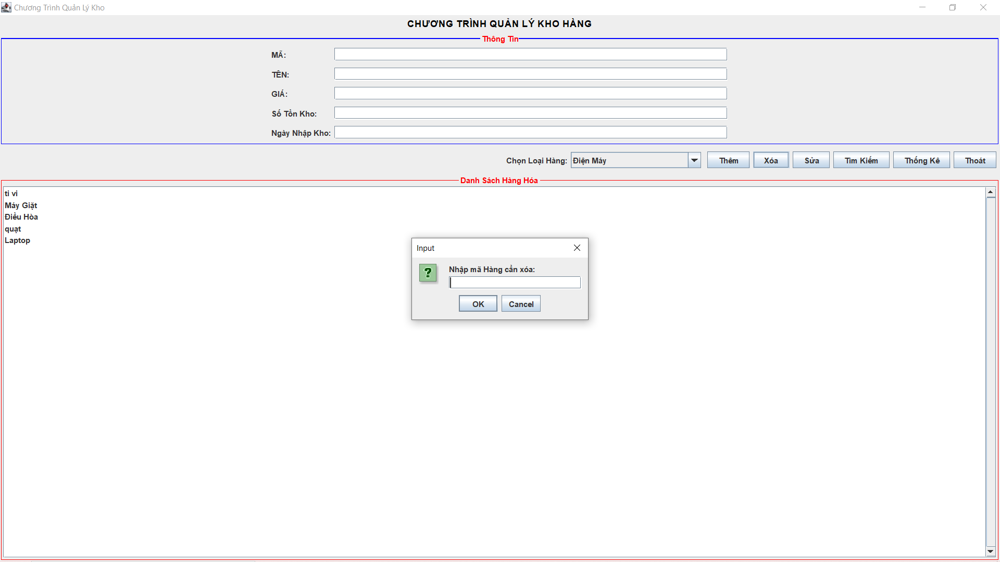 Chương Trình Quản Lý Kho
CHƯƠNG TRÌNH QUẢN LÝ KHO HÀNG
Thông Tin
MÃ:
TÊN:
GIÁ:
Số Tồn Kho:
Ngày Nhập Kho:
Chọn Loại Hàng: Điện Máy Thêm Xóa Sửa Tìm Kiếm Thống Kê Thoát
Danh Sách Hàng Hóa
ti vi
Máy Giặt
Điều Hòa
quạt
Laptop
Input
?
Nhập mã Hàng cần xóa:
OK Cancel